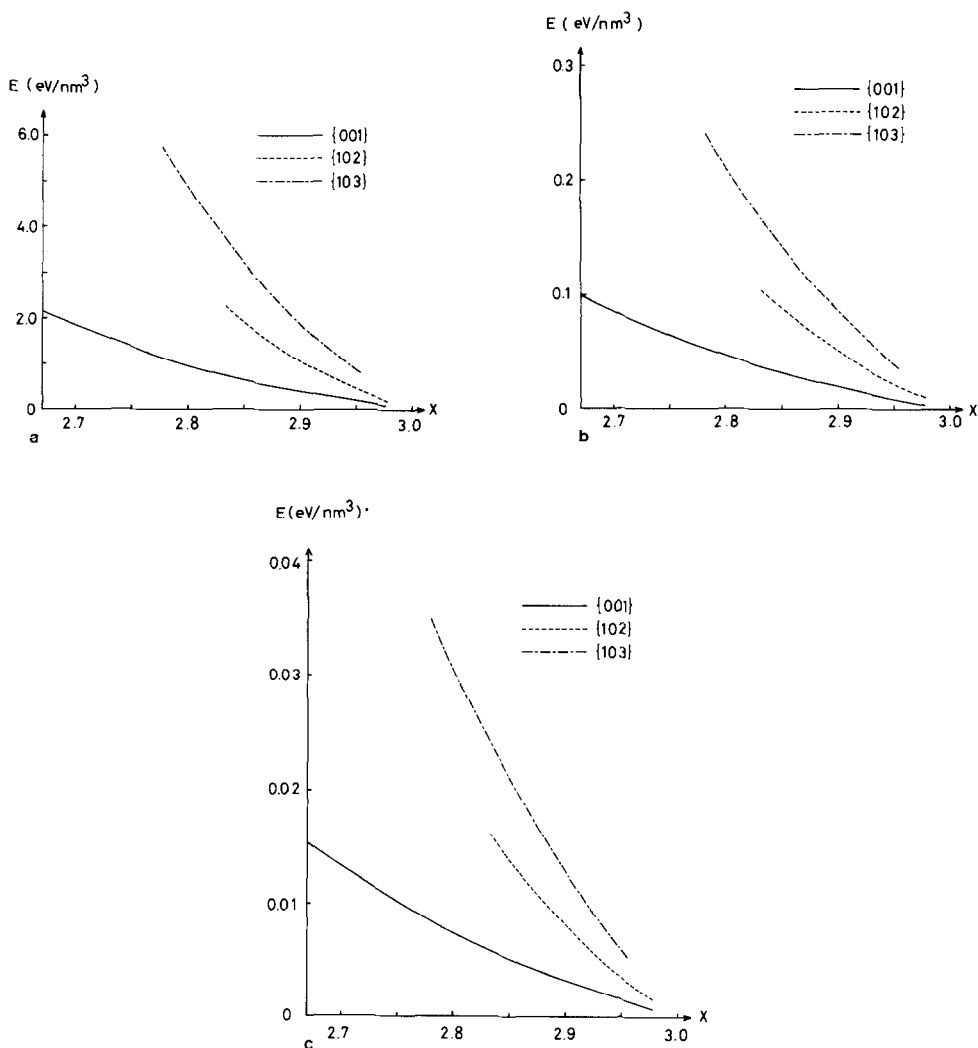 E (eV/nm³)
6.0
4.0
2.0
0
2.7 2.8 2.9 3.0 X
{001}
{102}
{103}
a
E (eV/nm³)
0.3
0.2
0.1
0
2.7 2.8 2.9 3.0 X
{001}
{102}
{103}
b
E(eV/nm³)
0.04
0.03
0.02
0.01
0
2.7 2.8 2.9 3.0 X
{001}
{102}
{103}
c